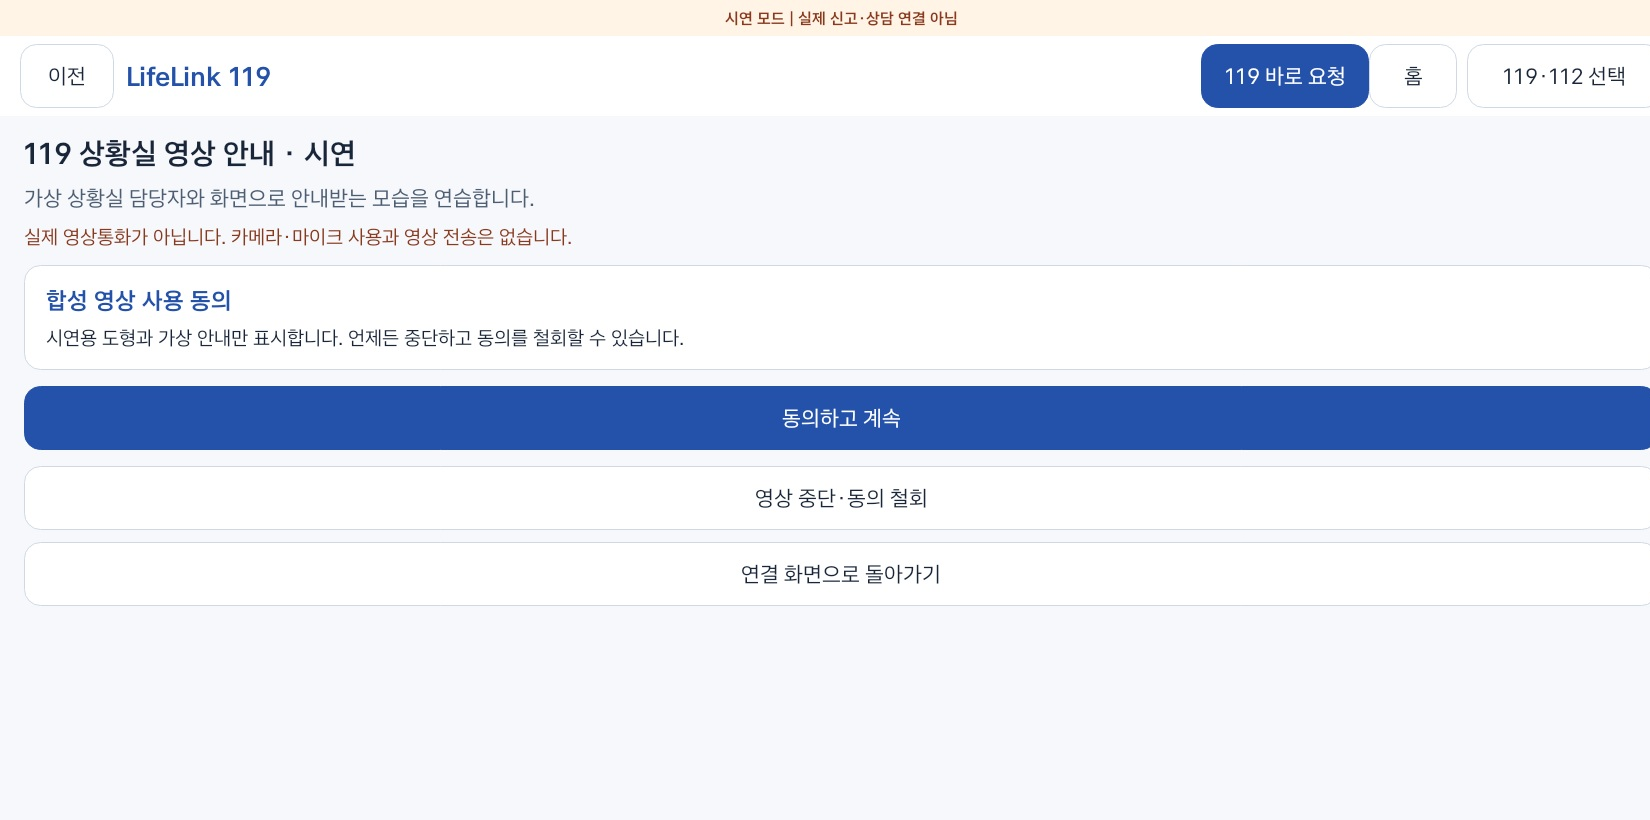 시연 모드 | 실제 신고·상담 연결 아님
이전
LifeLink 119
119 바로 요청
홈
119·112 선택
119 상황실 영상 안내 · 시연
가상 상황실 담당자와 화면으로 안내받는 모습을 연습합니다.
실제 영상통화가 아닙니다. 카메라·마이크 사용과 영상 전송은 없습니다.
합성 영상 사용 동의
시연용 도형과 가상 안내만 표시합니다. 언제든 중단하고 동의를 철회할 수 있습니다.
동의하고 계속
영상 중단·동의 철회
연결 화면으로 돌아가기